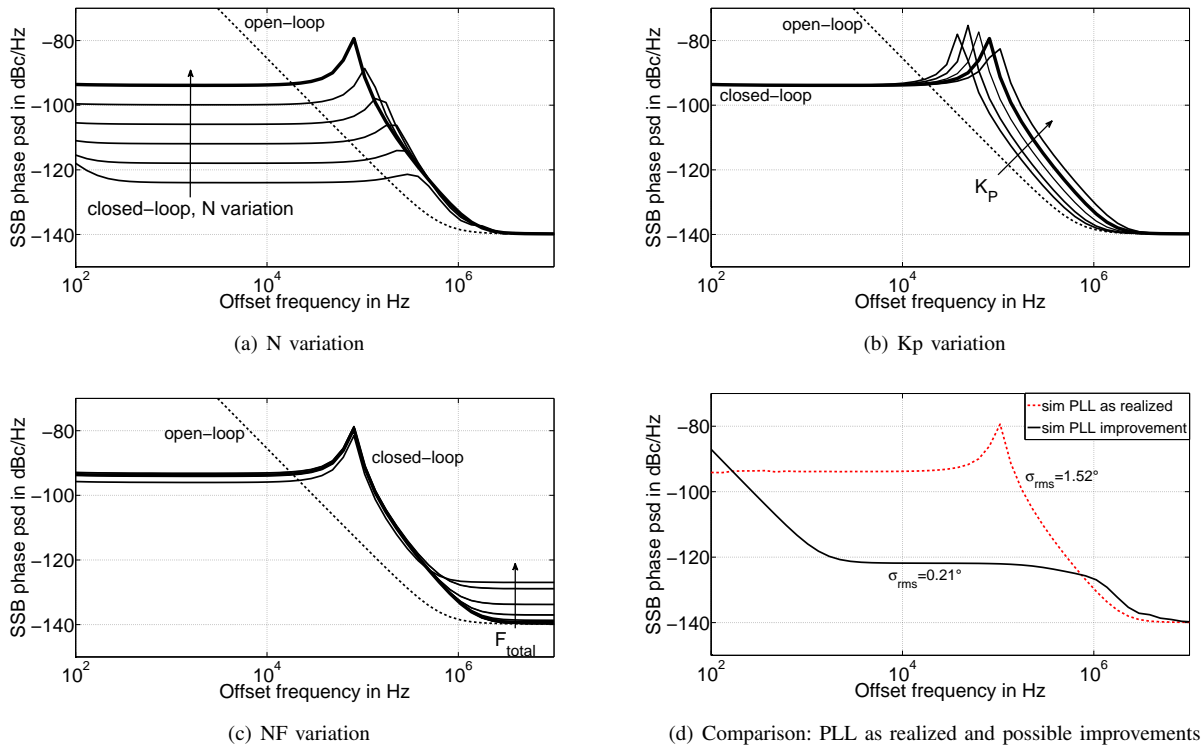 open−loop
−80
−100
−120
−140
SSB phase psd in dBc/Hz
closed−loop, N variation
10^2
10^4
10^6
Offset frequency in Hz
(a) N variation
open−loop
−80
−100
−120
−140
SSB phase psd in dBc/Hz
closed−loop
K_P
10^2
10^4
10^6
Offset frequency in Hz
(b) Kp variation
open−loop
closed−loop
−80
−100
−120
−140
SSB phase psd in dBc/Hz
F_total
10^2
10^4
10^6
Offset frequency in Hz
(c) NF variation
sim PLL as realized
sim PLL improvement
−80
−100
−120
−140
SSB phase psd in dBc/Hz
σ_rms=1.52°
σ_rms=0.21°
10^2
10^4
10^6
Offset frequency in Hz
(d) Comparison: PLL as realized and possible improvements